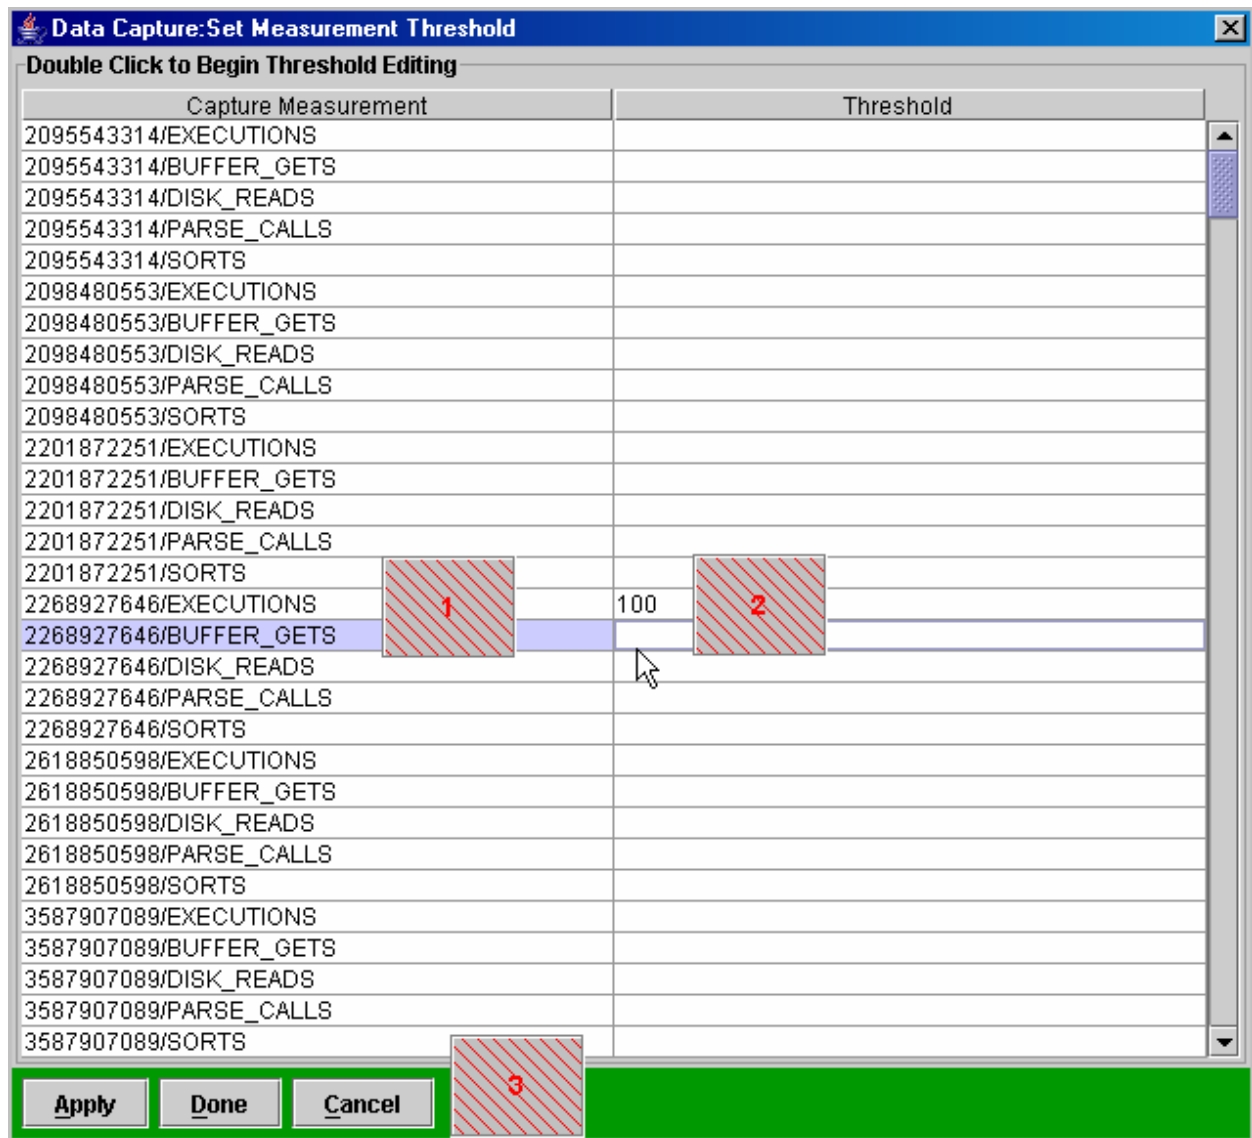 Data Capture:Set Measurement Threshold
Double Click to Begin Threshold Editing
Capture Measurement Threshold
2095543314/EXECUTIONS
2095543314/BUFFER_GETS
2095543314/DISK_READS
2095543314/PARSE_CALLS
2095543314/SORTS
2098480553/EXECUTIONS
2098480553/BUFFER_GETS
2098480553/DISK_READS
2098480553/PARSE_CALLS
2098480553/SORTS
2201872251/EXECUTIONS
2201872251/BUFFER_GETS
2201872251/DISK_READS
2201872251/PARSE_CALLS
2201872251/SORTS
2268927646/EXECUTIONS 1 100 2
2268927646/BUFFER_GETS
2268927646/DISK_READS
2268927646/PARSE_CALLS
2268927646/SORTS
2618850598/EXECUTIONS
2618850598/BUFFER_GETS
2618850598/DISK_READS
2618850598/PARSE_CALLS
2618850598/SORTS
3587907089/EXECUTIONS
3587907089/BUFFER_GETS
3587907089/DISK_READS
3587907089/PARSE_CALLS
3587907089/SORTS
Apply Done Cancel 3